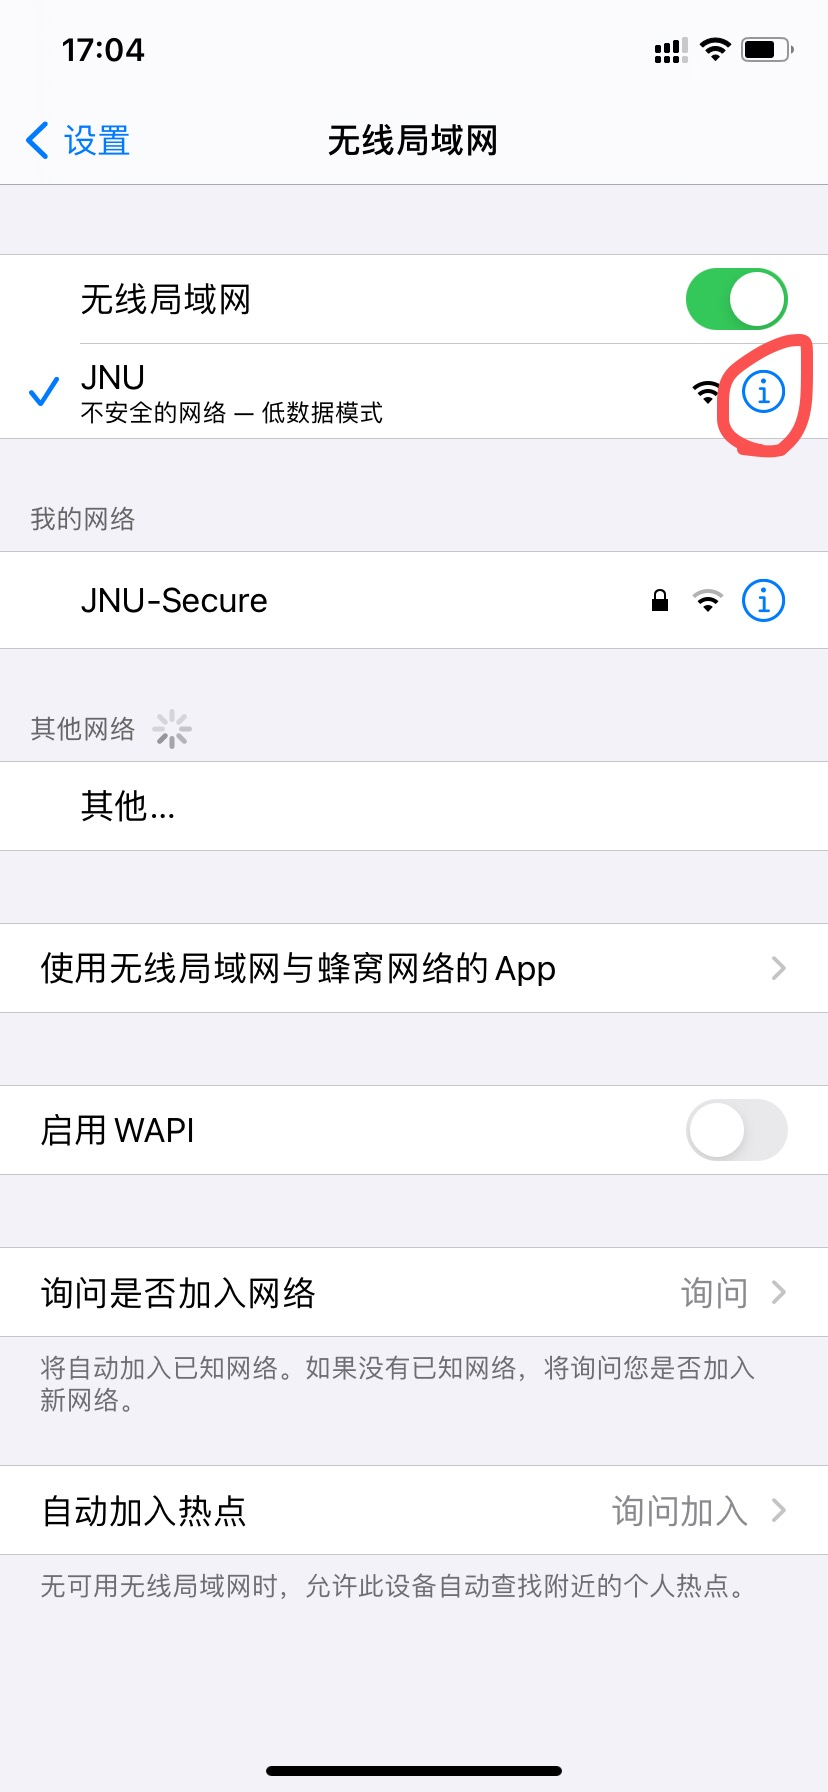 17:04
设置
无线局域网
无线局域网
JNU
不安全的网络 — 低数据模式
我的网络
JNU-Secure
其他网络
其他...
使用无线局域网与蜂窝网络的 App
启用 WAPI
询问是否加入网络 询问
将自动加入已知网络。如果没有已知网络，将询问您是否加入
新网络。
自动加入热点 询问加入
无可用无线局域网时，允许此设备自动查找附近的个人热点。